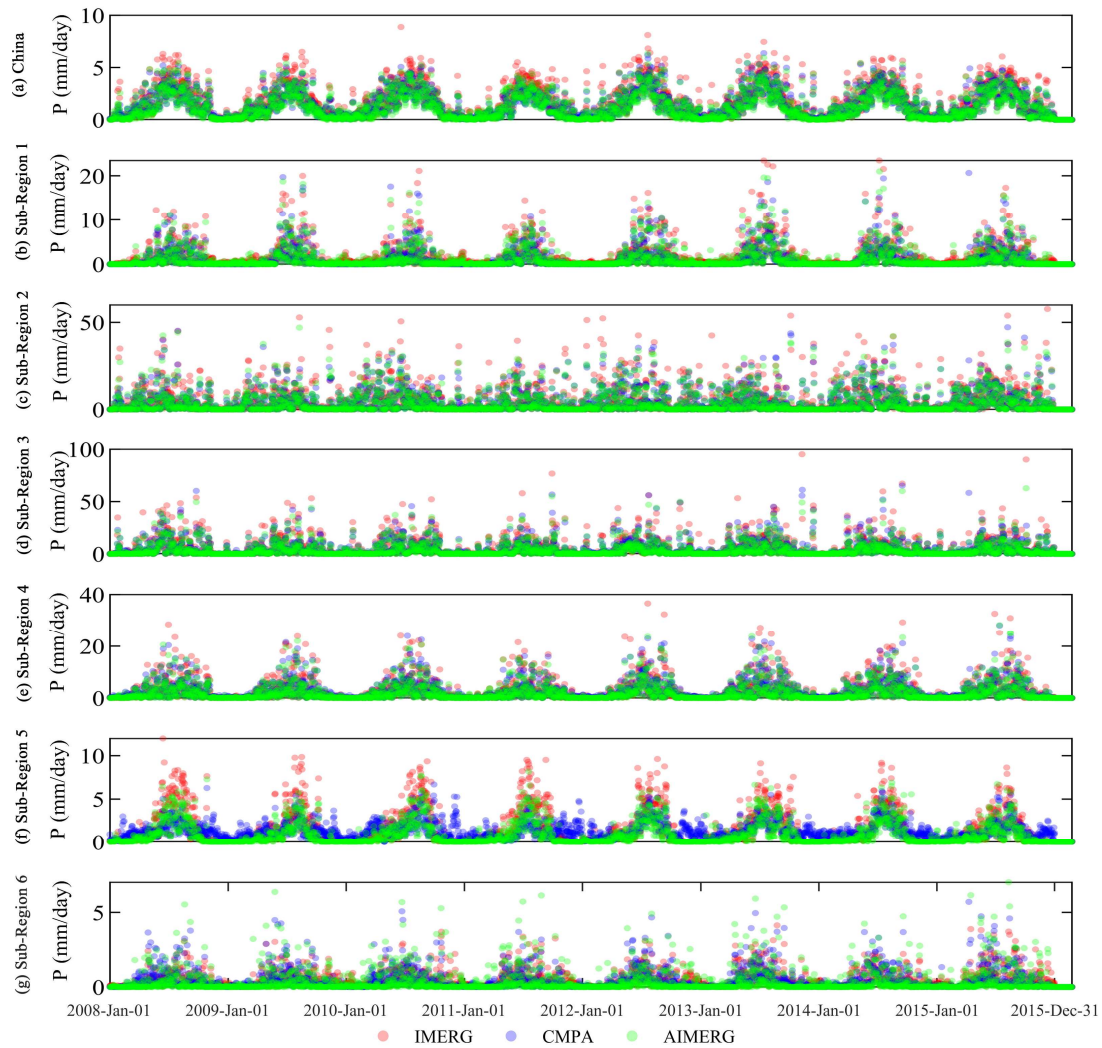 (a) China
P (mm/day)
10
5
0
(b) Sub-Region 1
P (mm/day)
20
10
0
(c) Sub-Region 2
P (mm/day)
50
0
(d) Sub-Region 3
P (mm/day)
100
50
0
(e) Sub-Region 4
P (mm/day)
40
20
0
(f) Sub-Region 5
P (mm/day)
10
5
0
(g) Sub-Region 6
P (mm/day)
5
0
2008-Jan-01 2009-Jan-01 2010-Jan-01 2011-Jan-01 2012-Jan-01 2013-Jan-01 2014-Jan-01 2015-Jan-01 2015-Dec-31
IMERG CMPA AIMERG